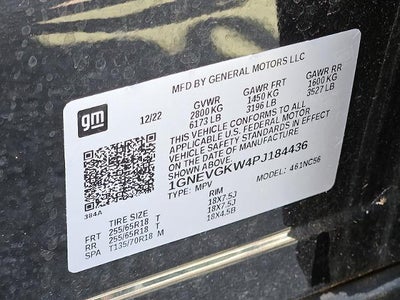 MFD BY GENERAL MOTORS LLC
gm
12/22 GVWR GAWR FRT GAWR RR
2800 KG 1450 KG 1600 KG
6173 LB 3196 LB 3527 LB
THIS VEHICLE CONFORMS TO ALL
APPLICABLE U.S. FEDERAL MOTOR
VEHICLE SAFETY STANDARDS IN EFFECT
ON THE DATE OF MANUFACTURE
SHOWN ABOVE.
1GNEVGKW4PJ184436
TYPE: MPV MODEL: 461NC56
384A
TIRE SIZE RIM
FRT 255/65R18 T 18X7.5J
RR 255/65R18 T 18X7.5J
SPA T135/70R18 M 18X4.5B